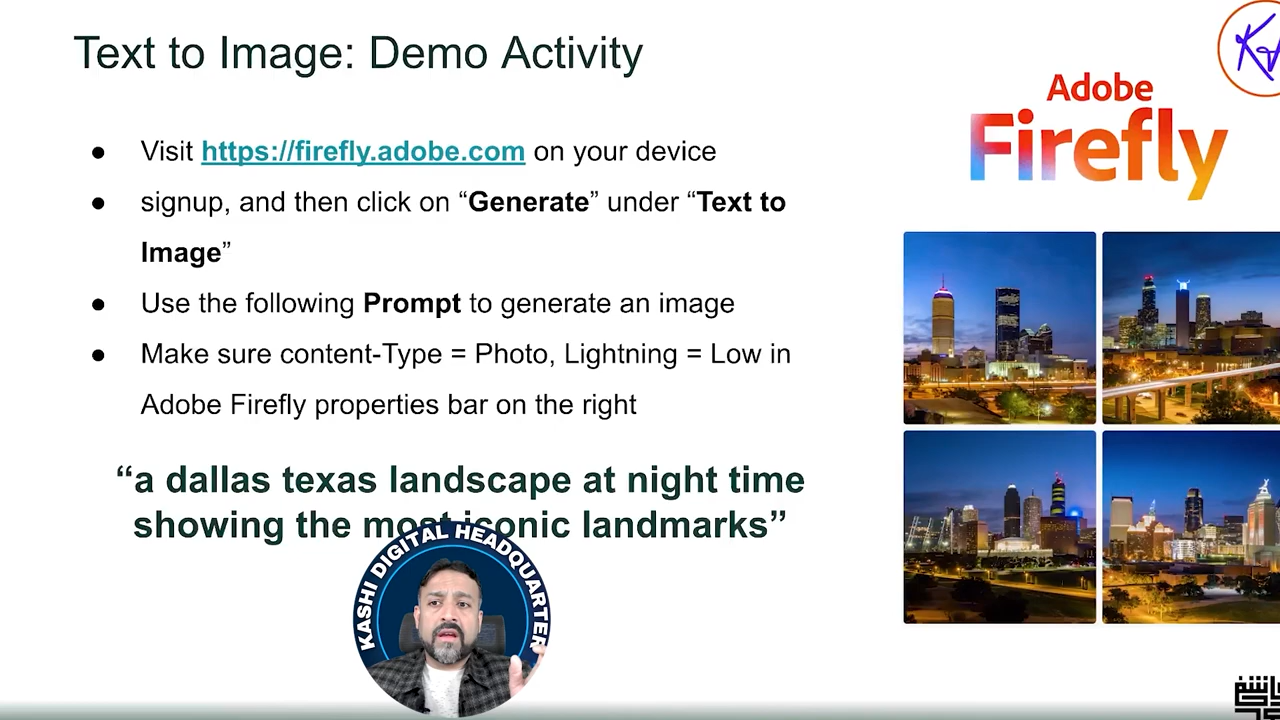 Text to Image: Demo Activity
Adobe
Firefly
● Visit https://firefly.adobe.com on your device
● signup, and then click on “Generate” under “Text to
Image”
● Use the following Prompt to generate an image
● Make sure content-Type = Photo, Lightning = Low in
Adobe Firefly properties bar on the right
“a dallas texas landscape at night time
showing the most iconic landmarks”
KASHI DIGITAL HEADQUARTER